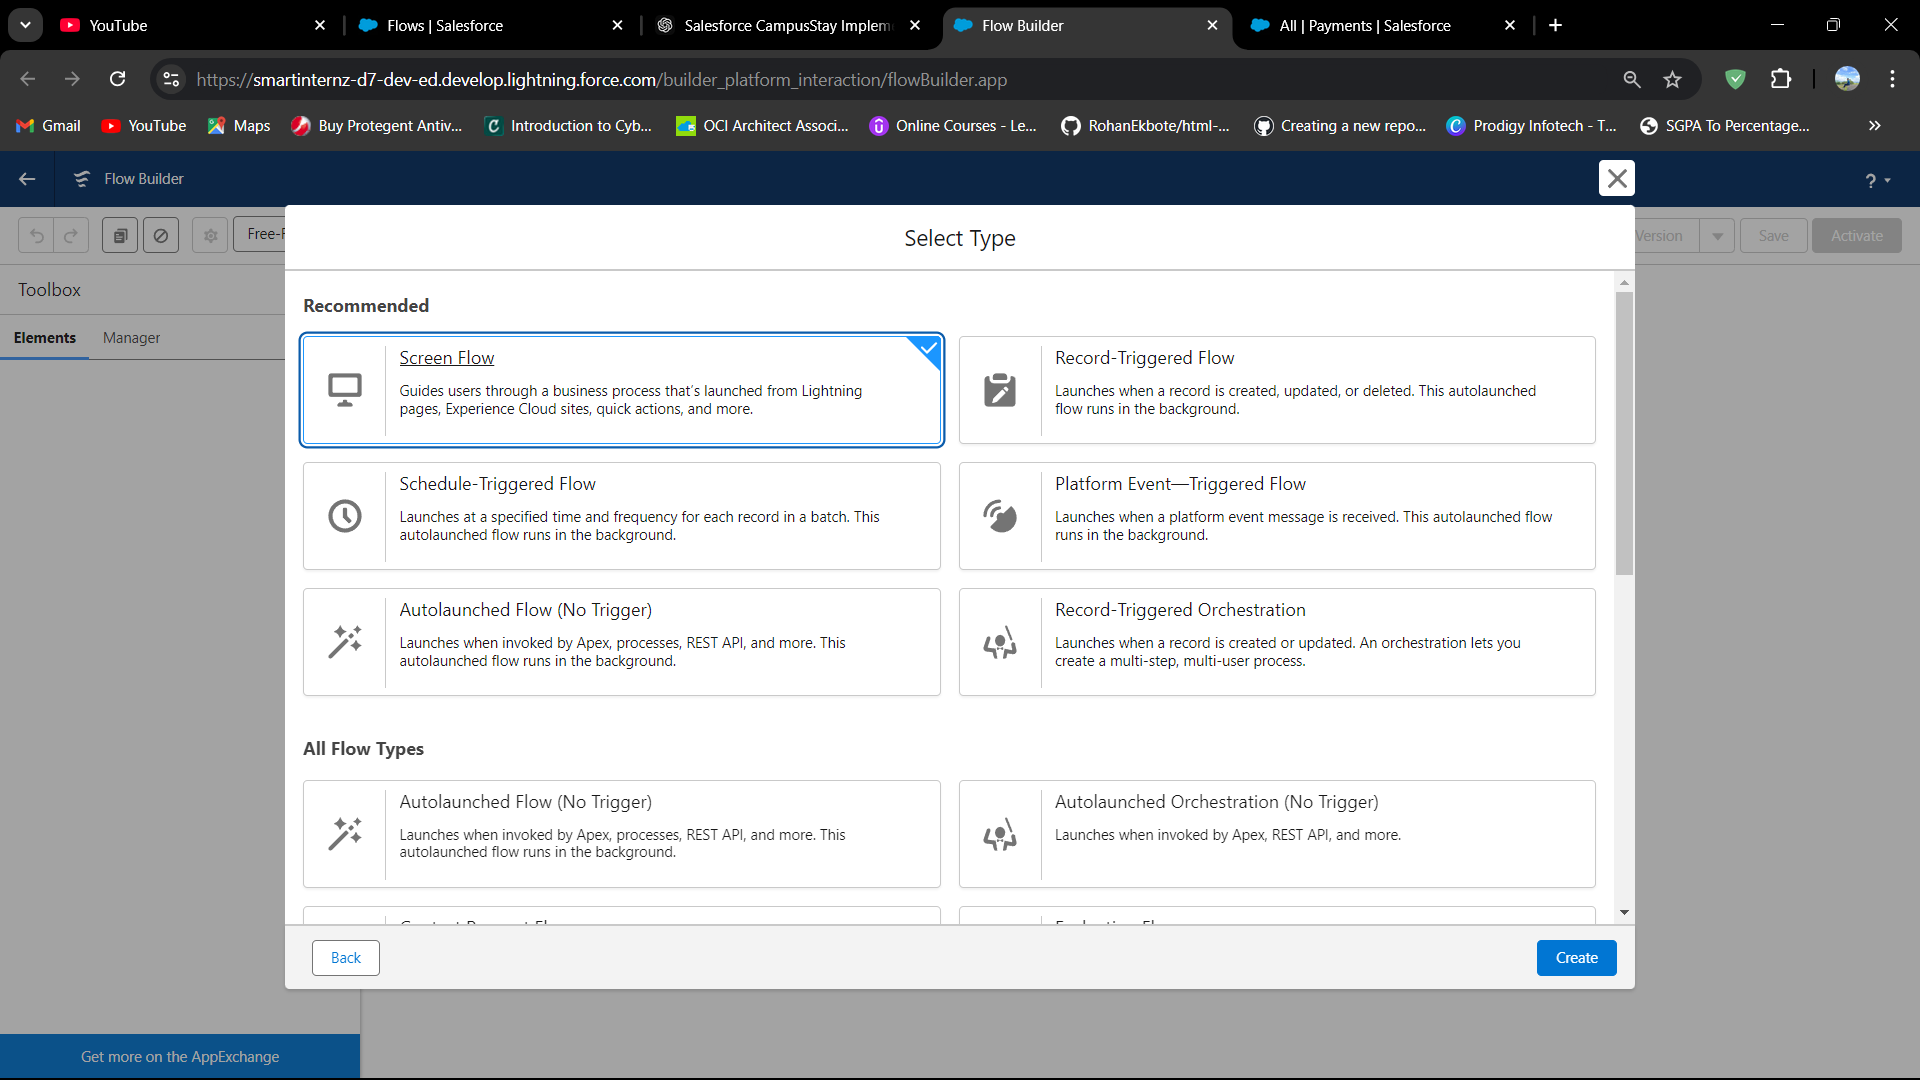 YouTube
Flows | Salesforce
Salesforce CampusStay Implem
Flow Builder
All | Payments | Salesforce
https://smartinternz-d7-dev-ed.develop.lightning.force.com/builder_platform_interaction/flowBuilder.app
Gmail
YouTube
Maps
Buy Protegent Antiv...
Introduction to Cyb...
OCI Architect Associ...
Online Courses - Le...
RohanEkbote/html-...
Creating a new repo...
Prodigy Infotech - T...
SGPA To Percentage...
Flow Builder
?
Free-F
Version
Save
Activate
Toolbox
Elements
Manager
Select Type
Recommended
Screen Flow
Guides users through a business process that's launched from Lightning
pages, Experience Cloud sites, quick actions, and more.
Record-Triggered Flow
Launches when a record is created, updated, or deleted. This autolaunched
flow runs in the background.
Schedule-Triggered Flow
Launches at a specified time and frequency for each record in a batch. This
autolaunched flow runs in the background.
Platform Event—Triggered Flow
Launches when a platform event message is received. This autolaunched flow
runs in the background.
Autolaunched Flow (No Trigger)
Launches when invoked by Apex, processes, REST API, and more. This
autolaunched flow runs in the background.
Record-Triggered Orchestration
Launches when a record is created or updated. An orchestration lets you
create a multi-step, multi-user process.
All Flow Types
Autolaunched Flow (No Trigger)
Launches when invoked by Apex, processes, REST API, and more. This
autolaunched flow runs in the background.
Autolaunched Orchestration (No Trigger)
Launches when invoked by Apex, REST API, and more.
Back
Create
Get more on the AppExchange